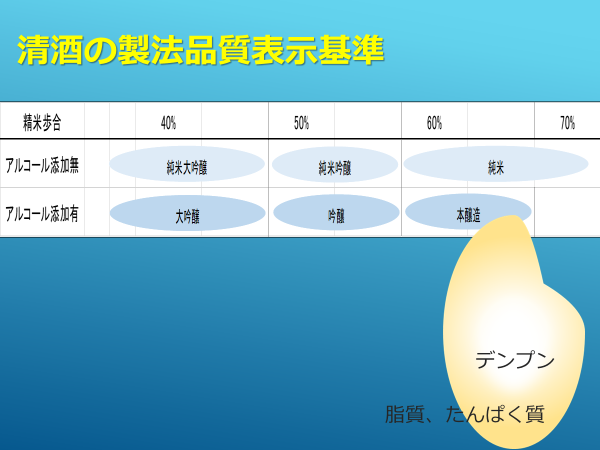 清酒の製法品質表示基準
精米歩合 40% 50% 60% 70%
アルコール添加無 純米大吟醸 純米吟醸 純米
アルコール添加有 大吟醸 吟醸 本醸造
デンプン
脂質、たんぱく質